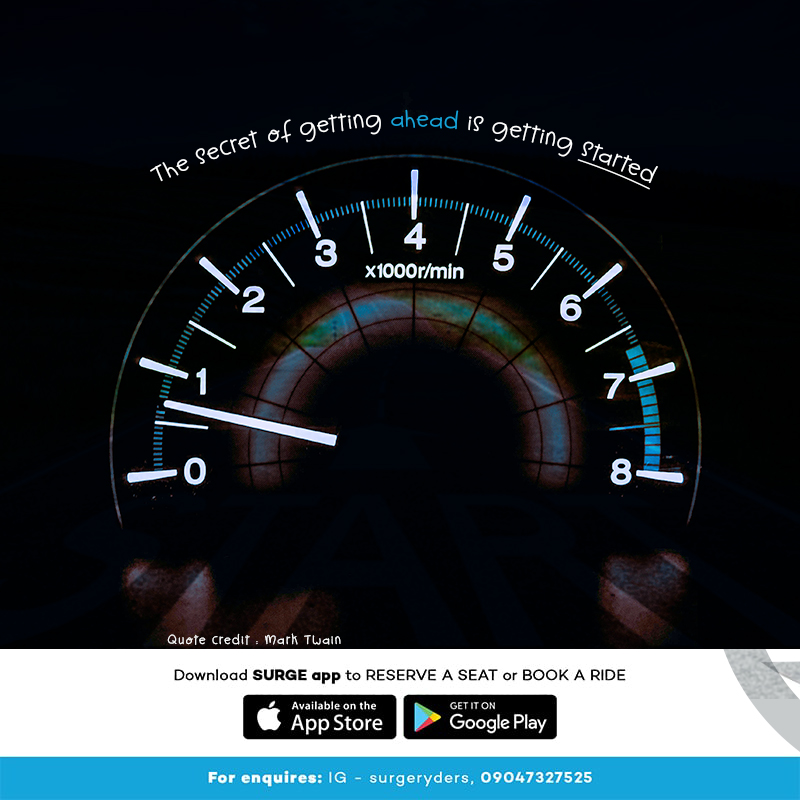 The secret of getting ahead is getting started
4
3
5
x1000r/min
2
6
1
7
0
8
START
Quote credit : Mark Twain
Download SURGE app to RESERVE A SEAT or BOOK A RIDE
Available on the
App Store
GET IT ON
Google Play
For enquires: IG - surgeryders, 09047327525